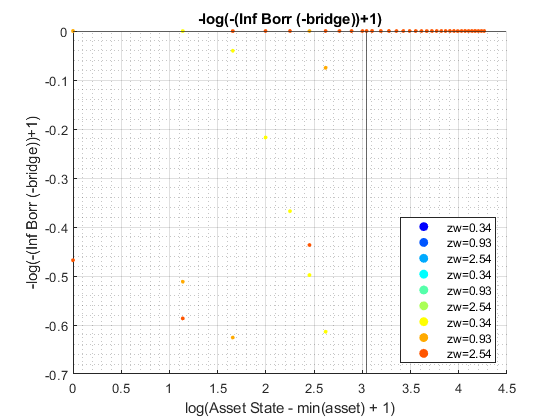 -log(-(Inf Borr (-bridge))+1)
-log(-(Inf Borr (-bridge))+1)
0
-0.1
-0.2
-0.3
-0.4
-0.5
-0.6
-0.7
zw=0.34
zw=0.93
zw=2.54
zw=0.34
zw=0.93
zw=2.54
zw=0.34
zw=0.93
zw=2.54
0 0.5 1 1.5 2 2.5 3 3.5 4 4.5
log(Asset State - min(asset) + 1)